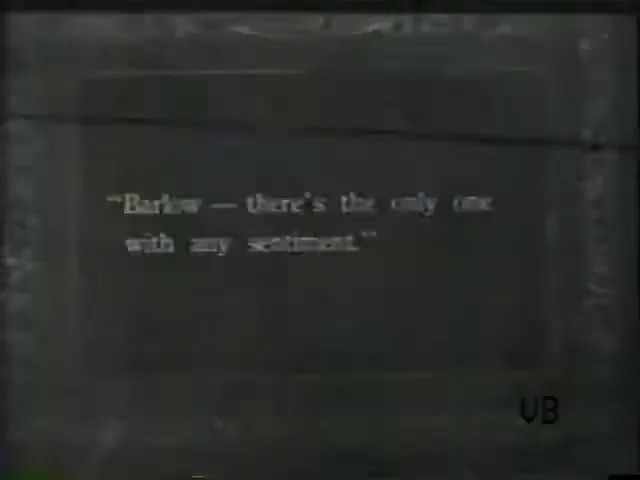 "Barlow — there's the only one
with any sentiment."
VB